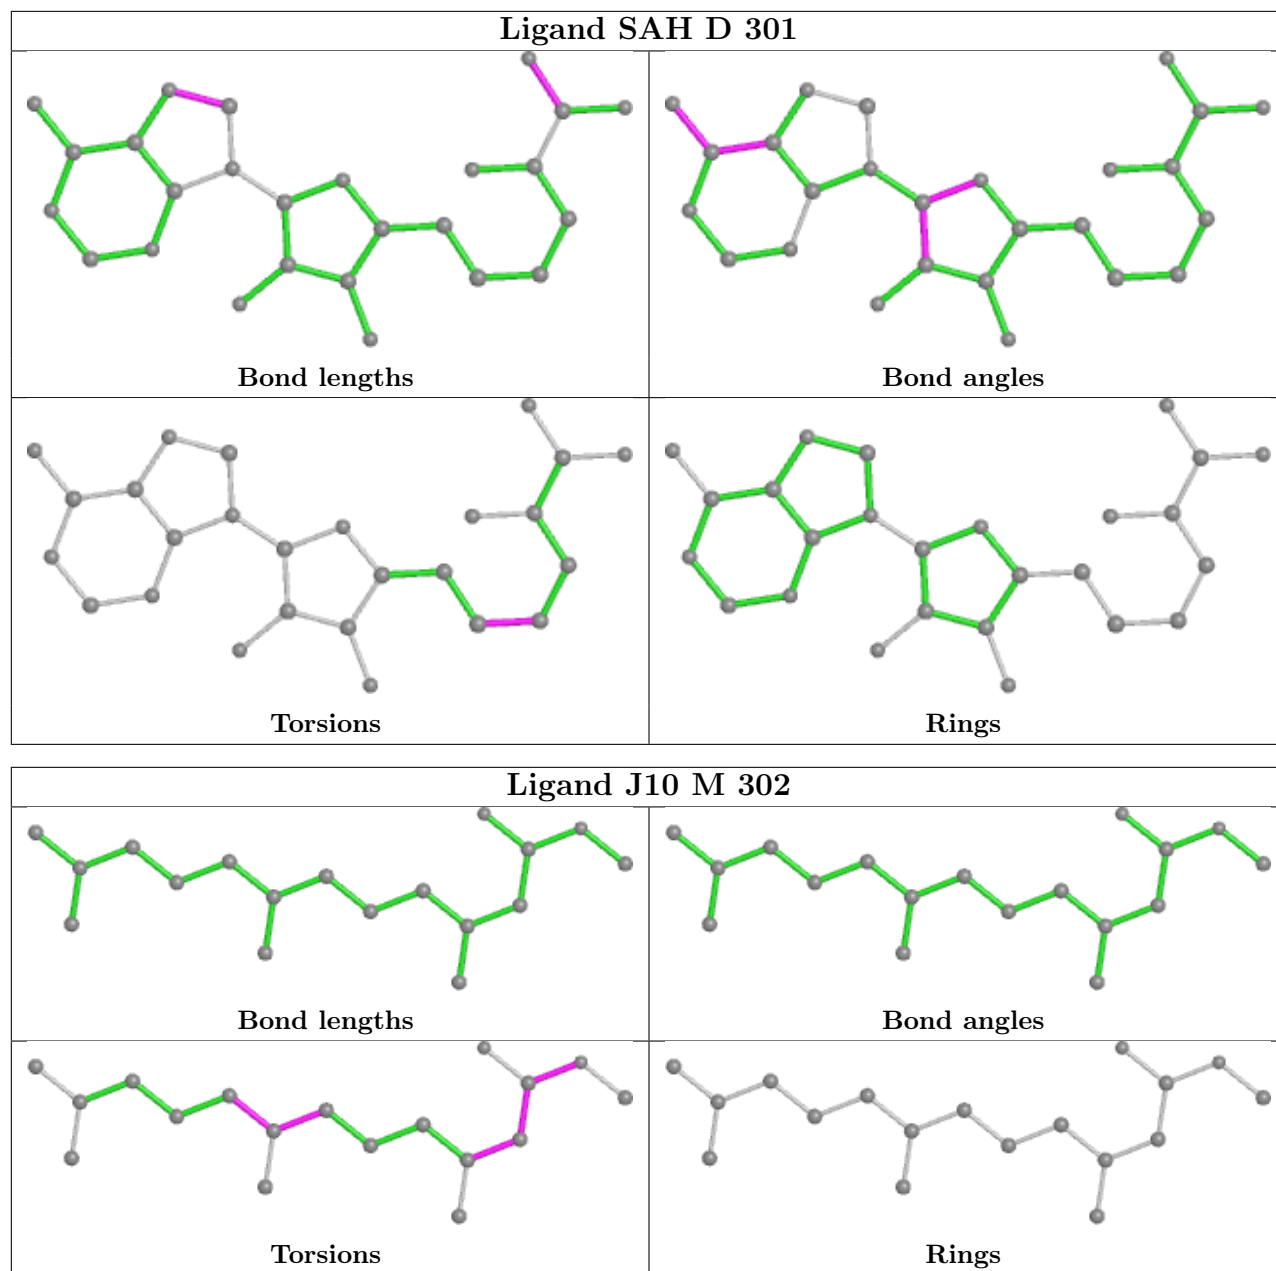 Ligand SAH D 301
Bond lengths
Bond angles
Torsions
Rings
Ligand J10 M 302
Bond lengths
Bond angles
Torsions
Rings